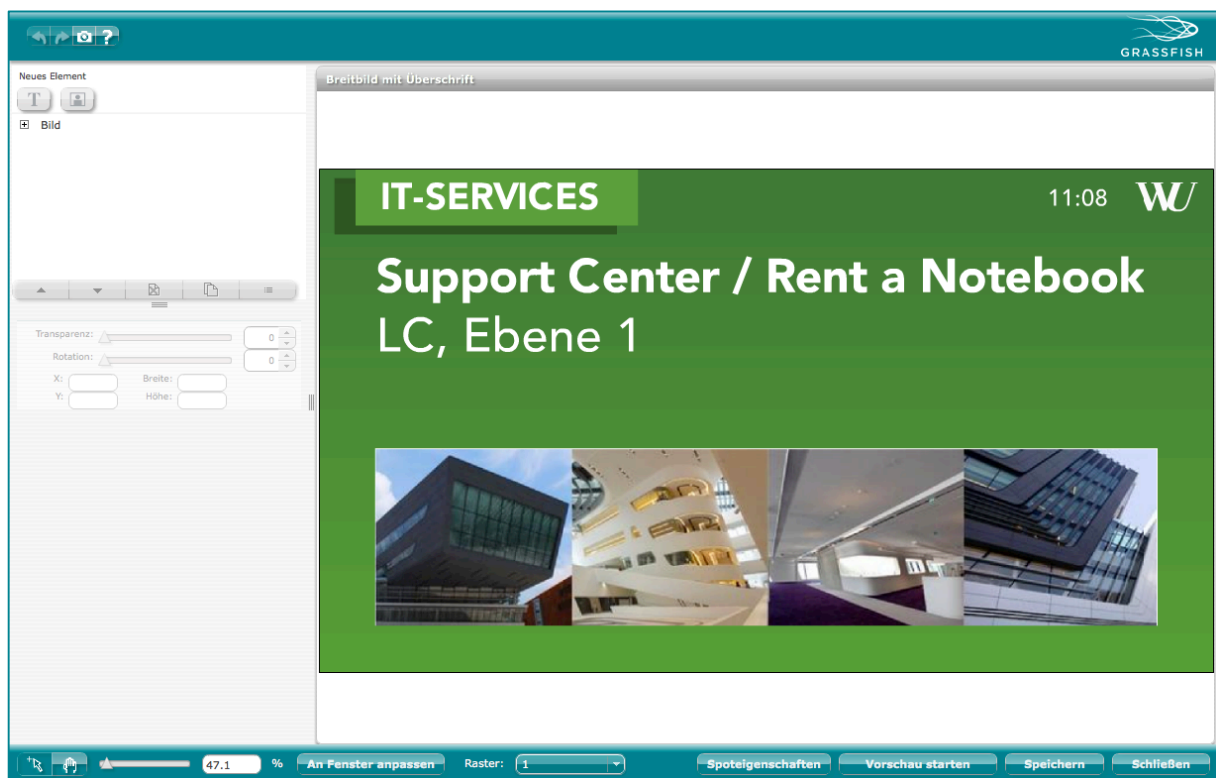 ?
GRASSFISH
Neues Element
T
Bild
Transparenz: 0
Rotation: 0
X: Breite:
Y: Höhe:
Breitbild mit Überschrift
IT-SERVICES
11:08 WU
Support Center / Rent a Notebook
LC, Ebene 1
47.1 % An Fenster anpassen Raster: 1 Spoteigenschaften Vorschau starten Speichern Schließen